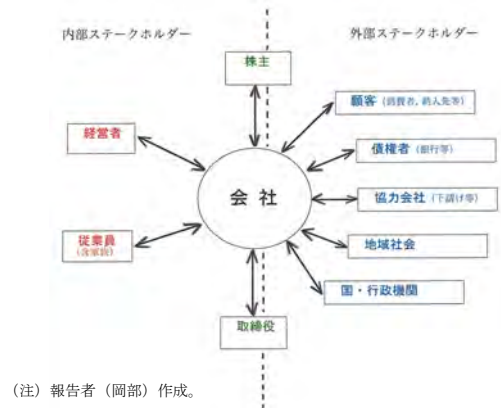 内部ステークホルダー
外部ステークホルダー
株主
顧客 (消費者, 納入先等)
経営者
債権者 (銀行等)
会社
協力会社 (下請け等)
従業員
(含家族)
地域社会
国・行政機関
取締役
(注) 報告者 (岡部) 作成。